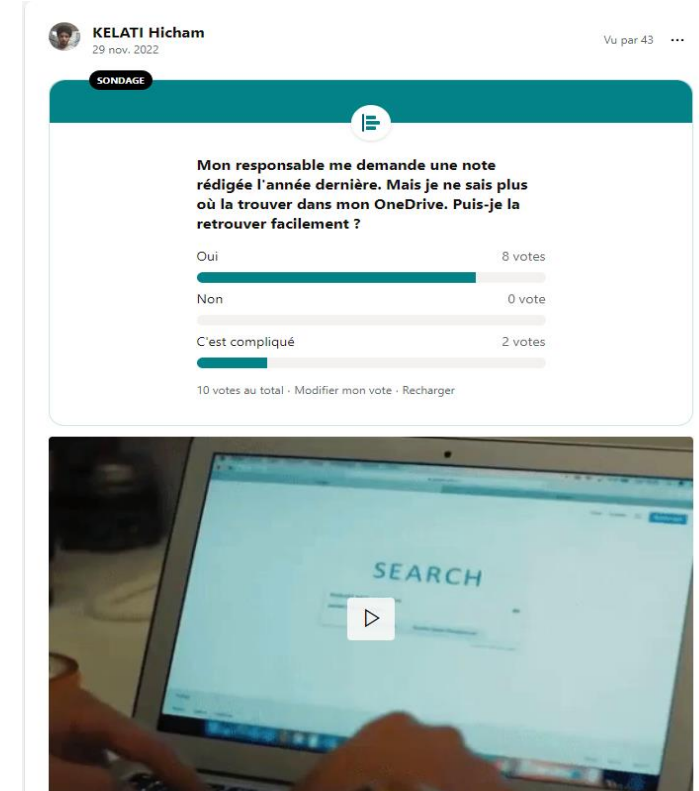 KELATI Hicham
29 nov. 2022
Vu par 43
SONDAGE
Mon responsable me demande une note
rédigée l'année dernière. Mais je ne sais plus
où la trouver dans mon OneDrive. Puis-je la
retrouver facilement ?
Oui 8 votes
Non 0 vote
C'est compliqué 2 votes
10 votes au total · Modifier mon vote · Recharger
SEARCH